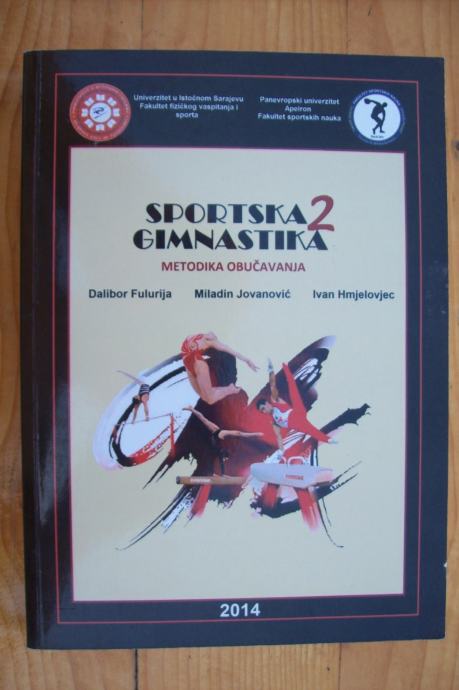 Univerzitet u Istočnom Sarajevu
Fakultet fizičkog vaspitanja i
sporta
Panevropski univerzitet
Apeiron
Fakultet sportskih nauka
SPORTSKA 2
GIMNASTIKA
METODIKA OBUČAVANJA
Dalibor Fulurija Miladin Jovanović Ivan Hmjelovjec
2014